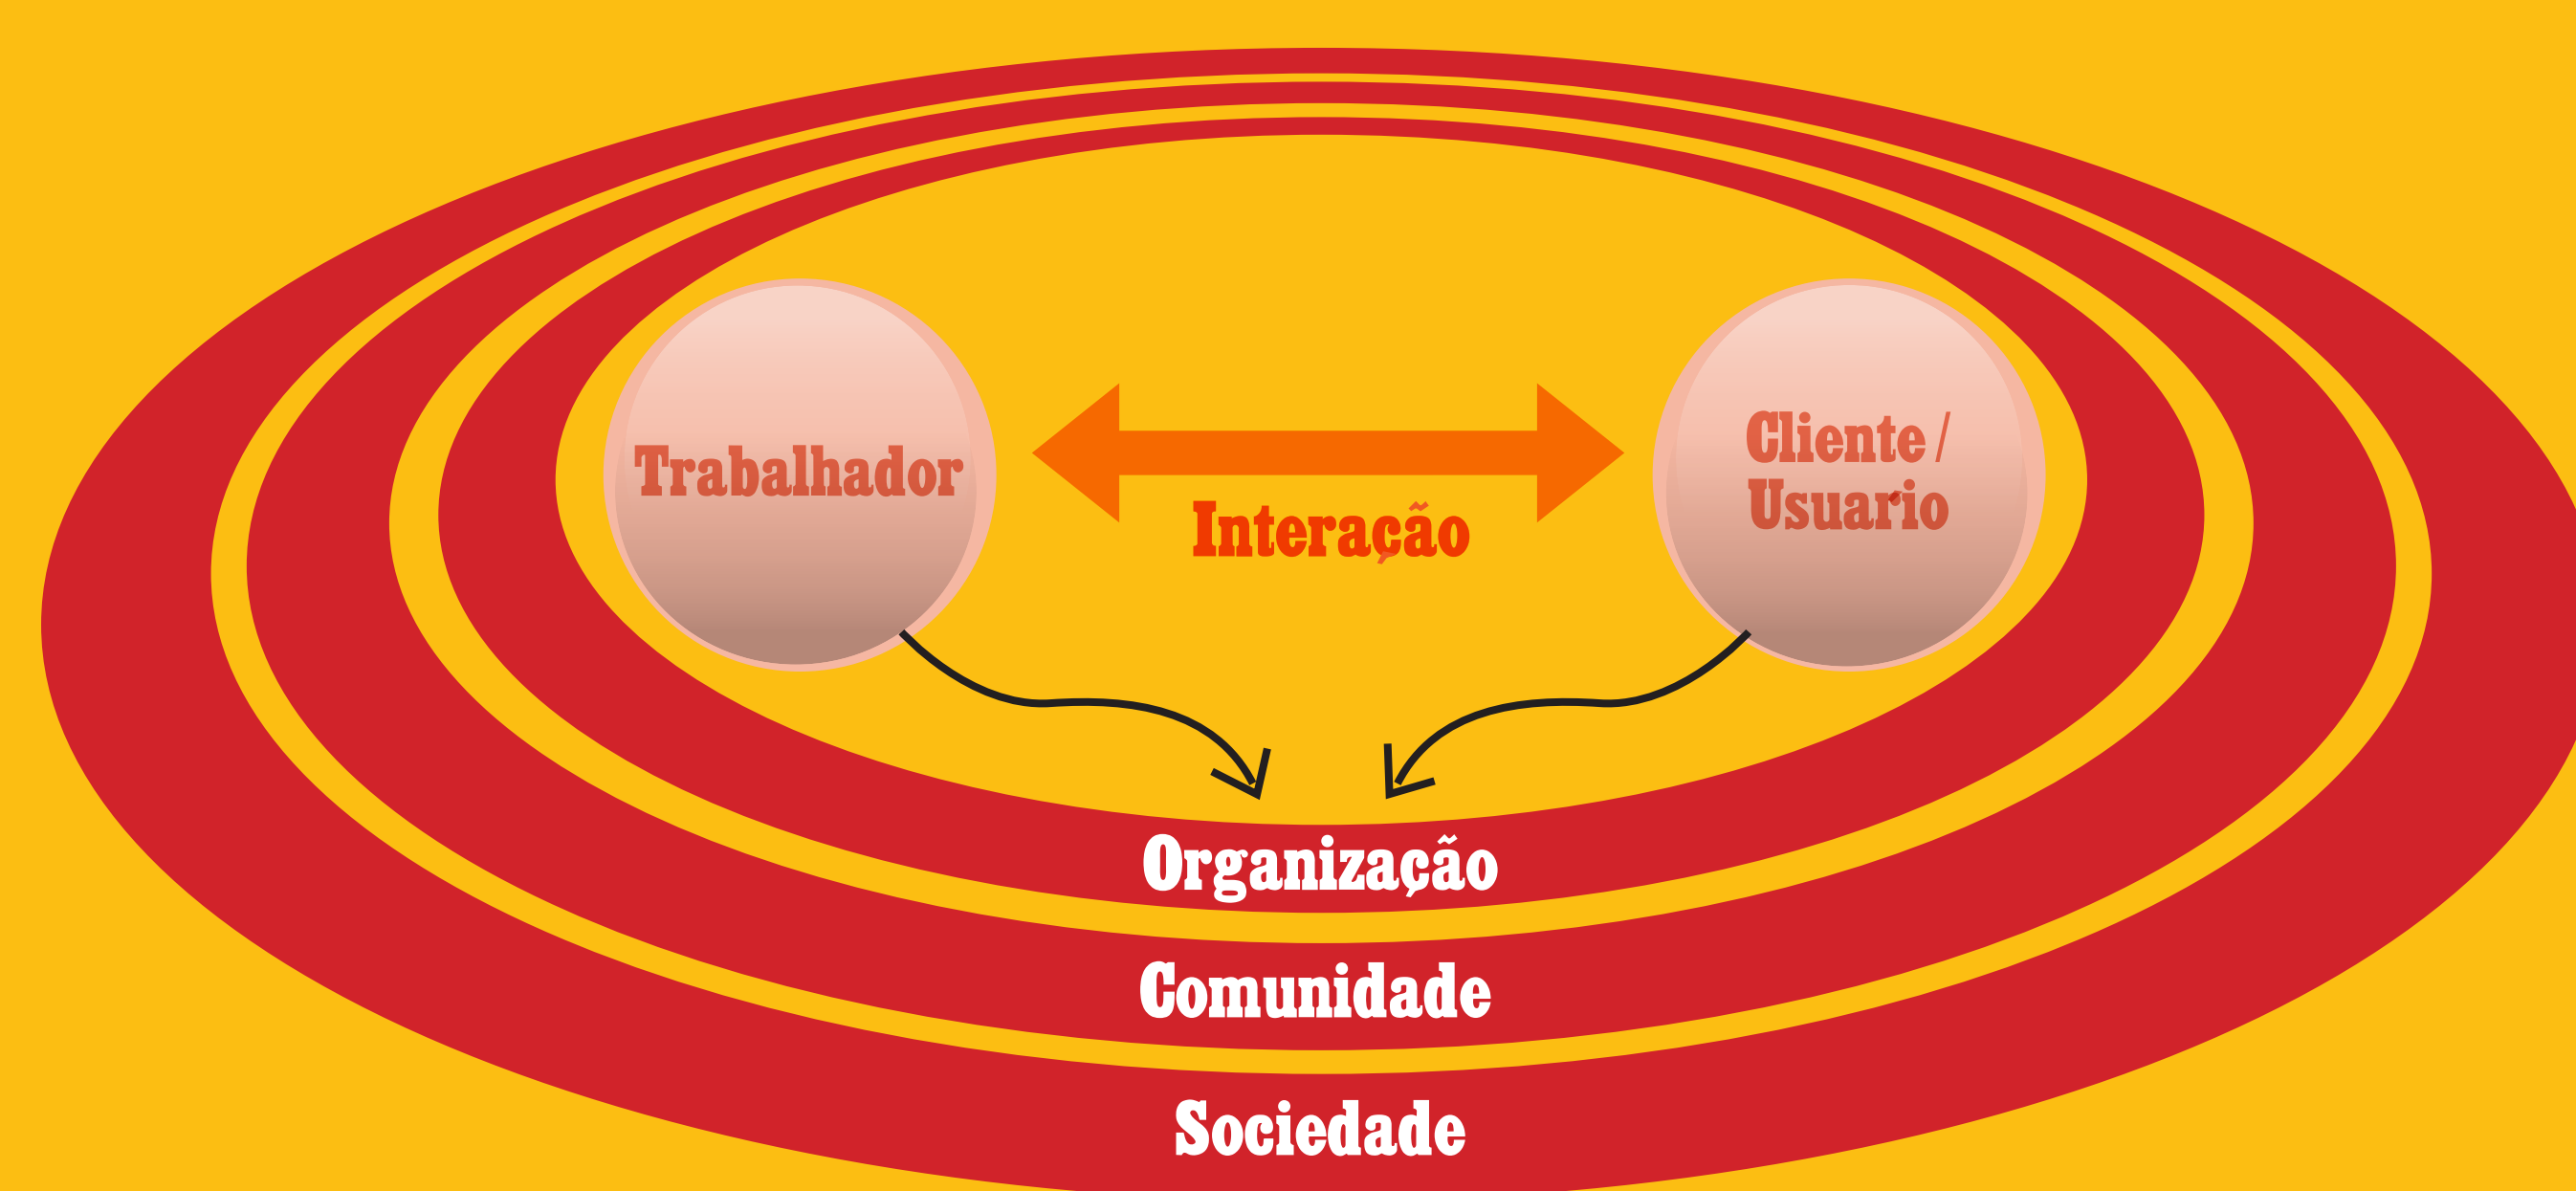 Trabalhador
Cliente /
Usuario
Interação
Organização
Comunidade
Sociedade